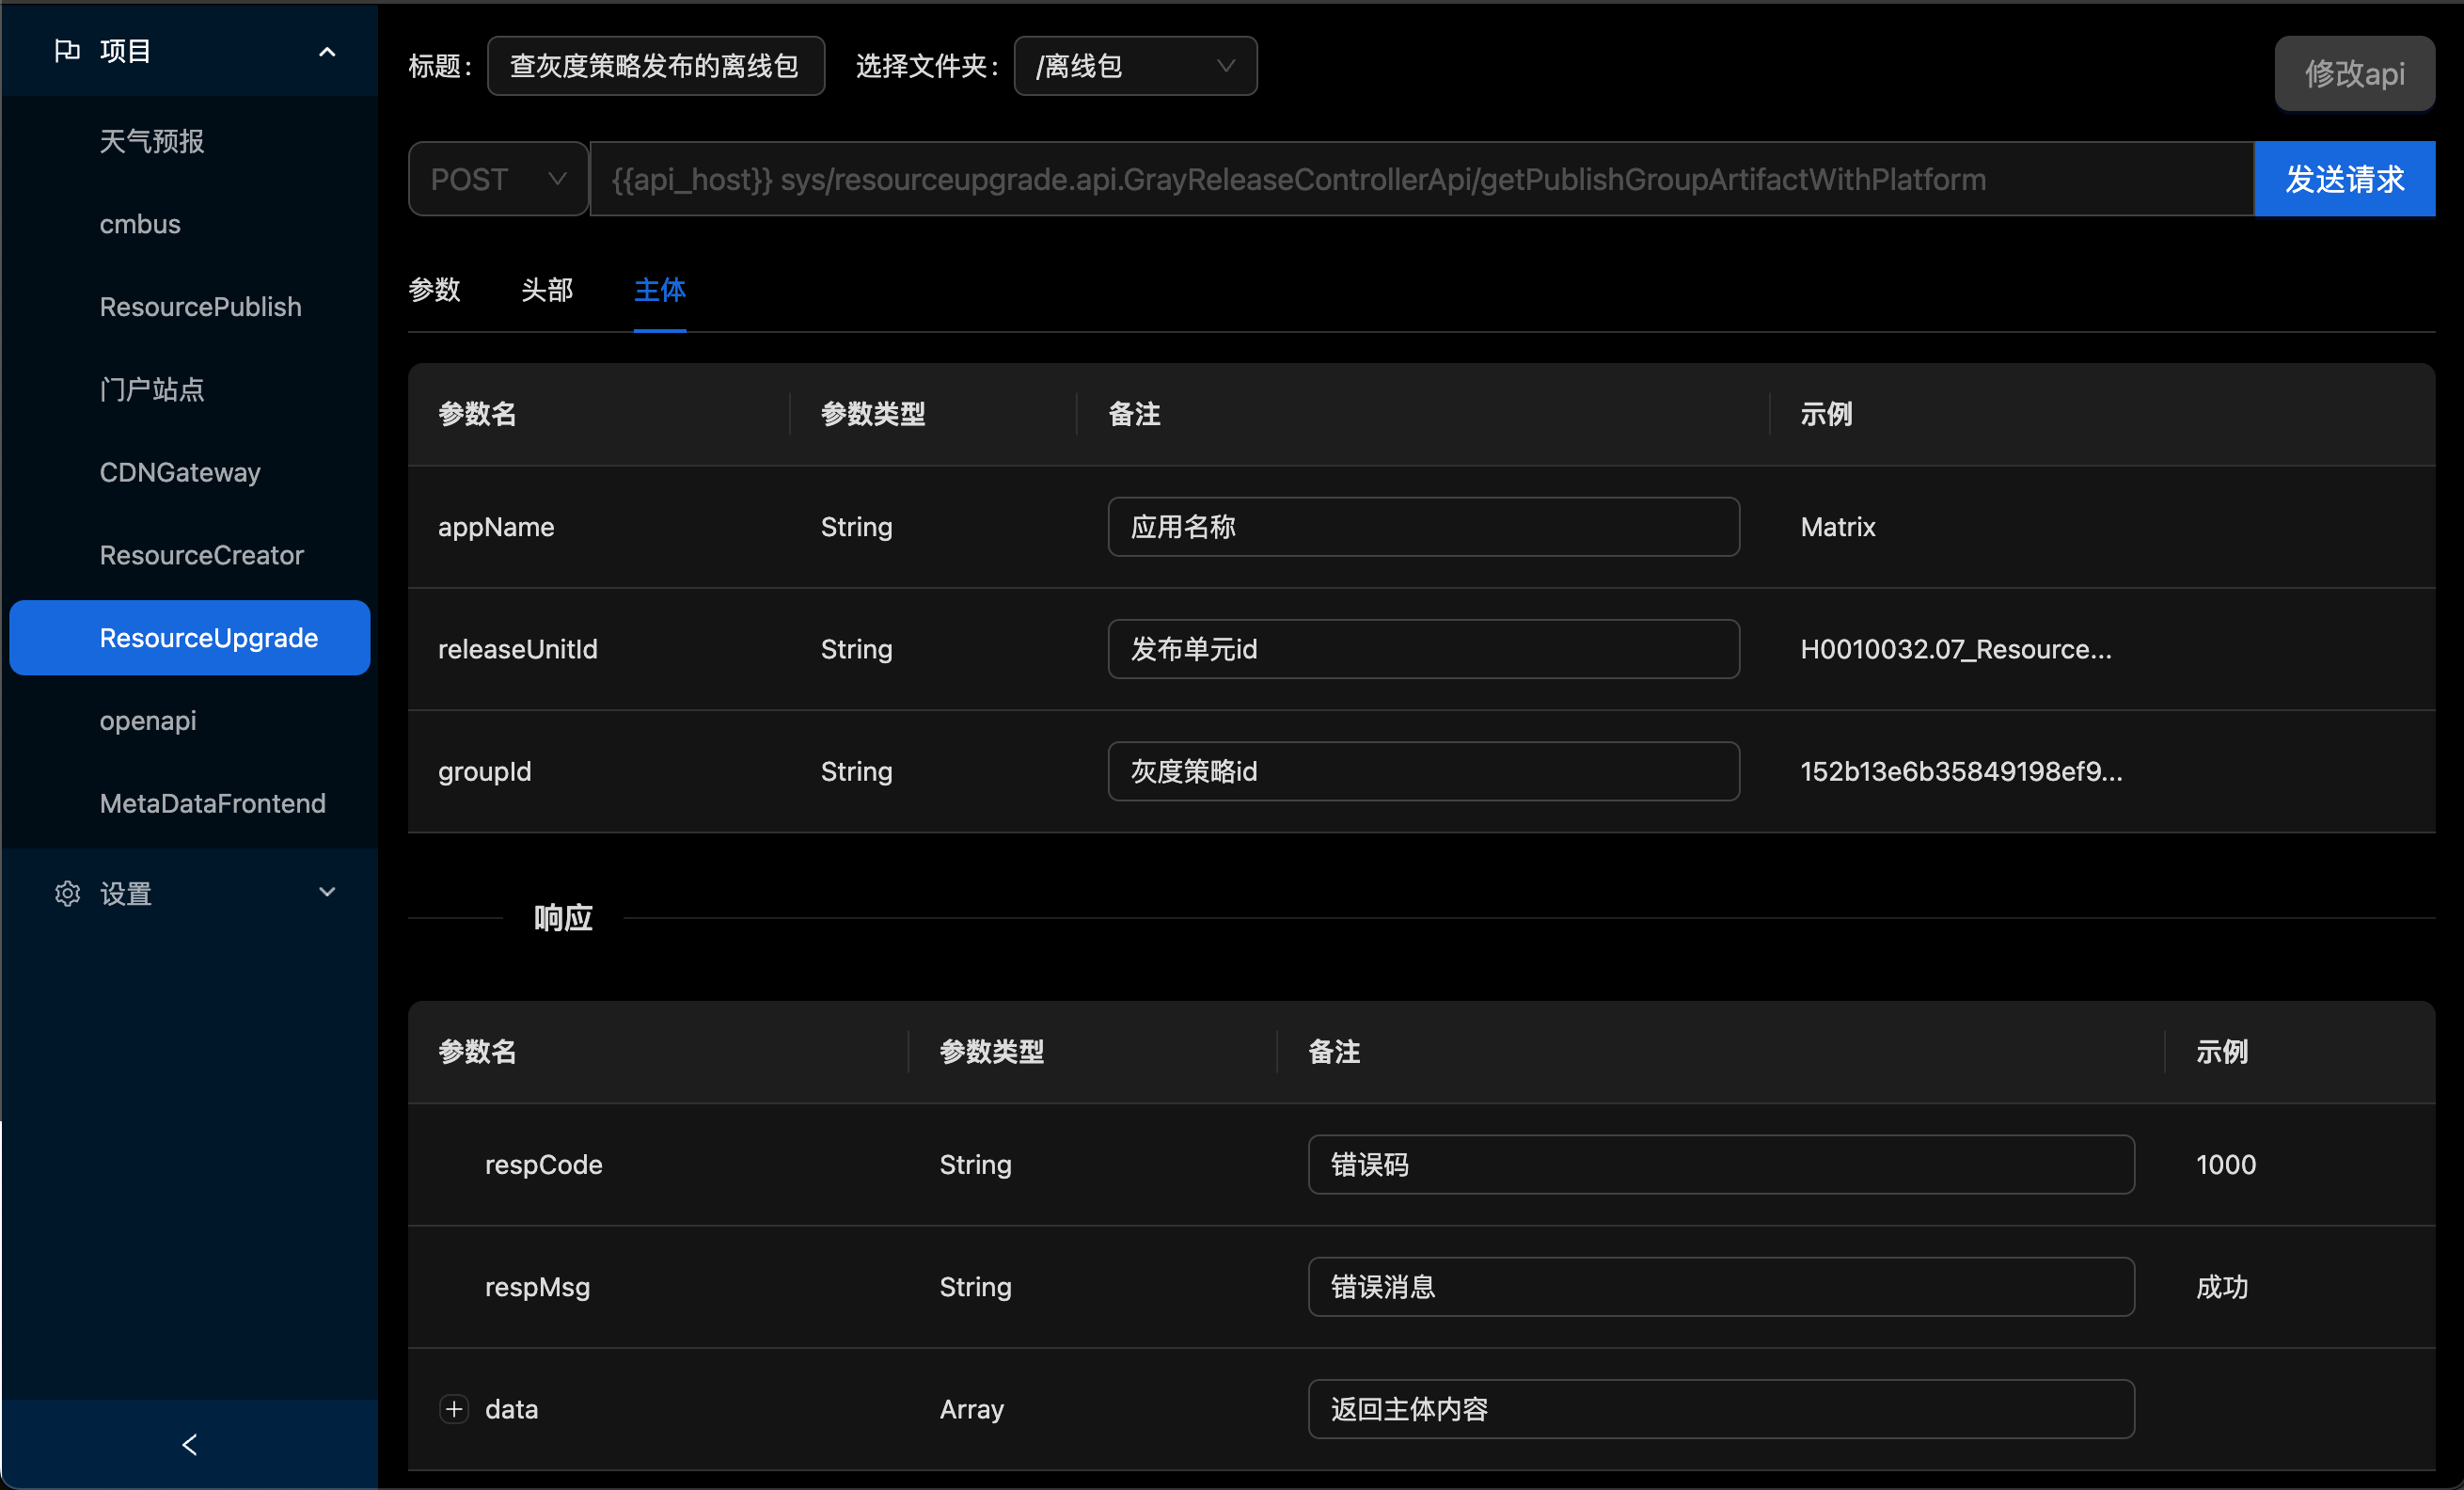 项目
天气预报
cmbus
ResourcePublish
门户站点
CDNGateway
ResourceCreator
ResourceUpgrade
openapi
MetaDataFrontend
设置
标题: 查灰度策略发布的离线包 选择文件夹: /离线包 修改api
POST {{api_host}} sys/resourceupgrade.api.GrayReleaseControllerApi/getPublishGroupArtifactWithPlatform 发送请求
参数 头部 主体
参数名 参数类型 备注 示例
appName String 应用名称 Matrix
releaseUnitId String 发布单元id H0010032.07_Resource...
groupId String 灰度策略id 152b13e6b35849198ef9...
响应
参数名 参数类型 备注 示例
respCode String 错误码 1000
respMsg String 错误消息 成功
data Array 返回主体内容